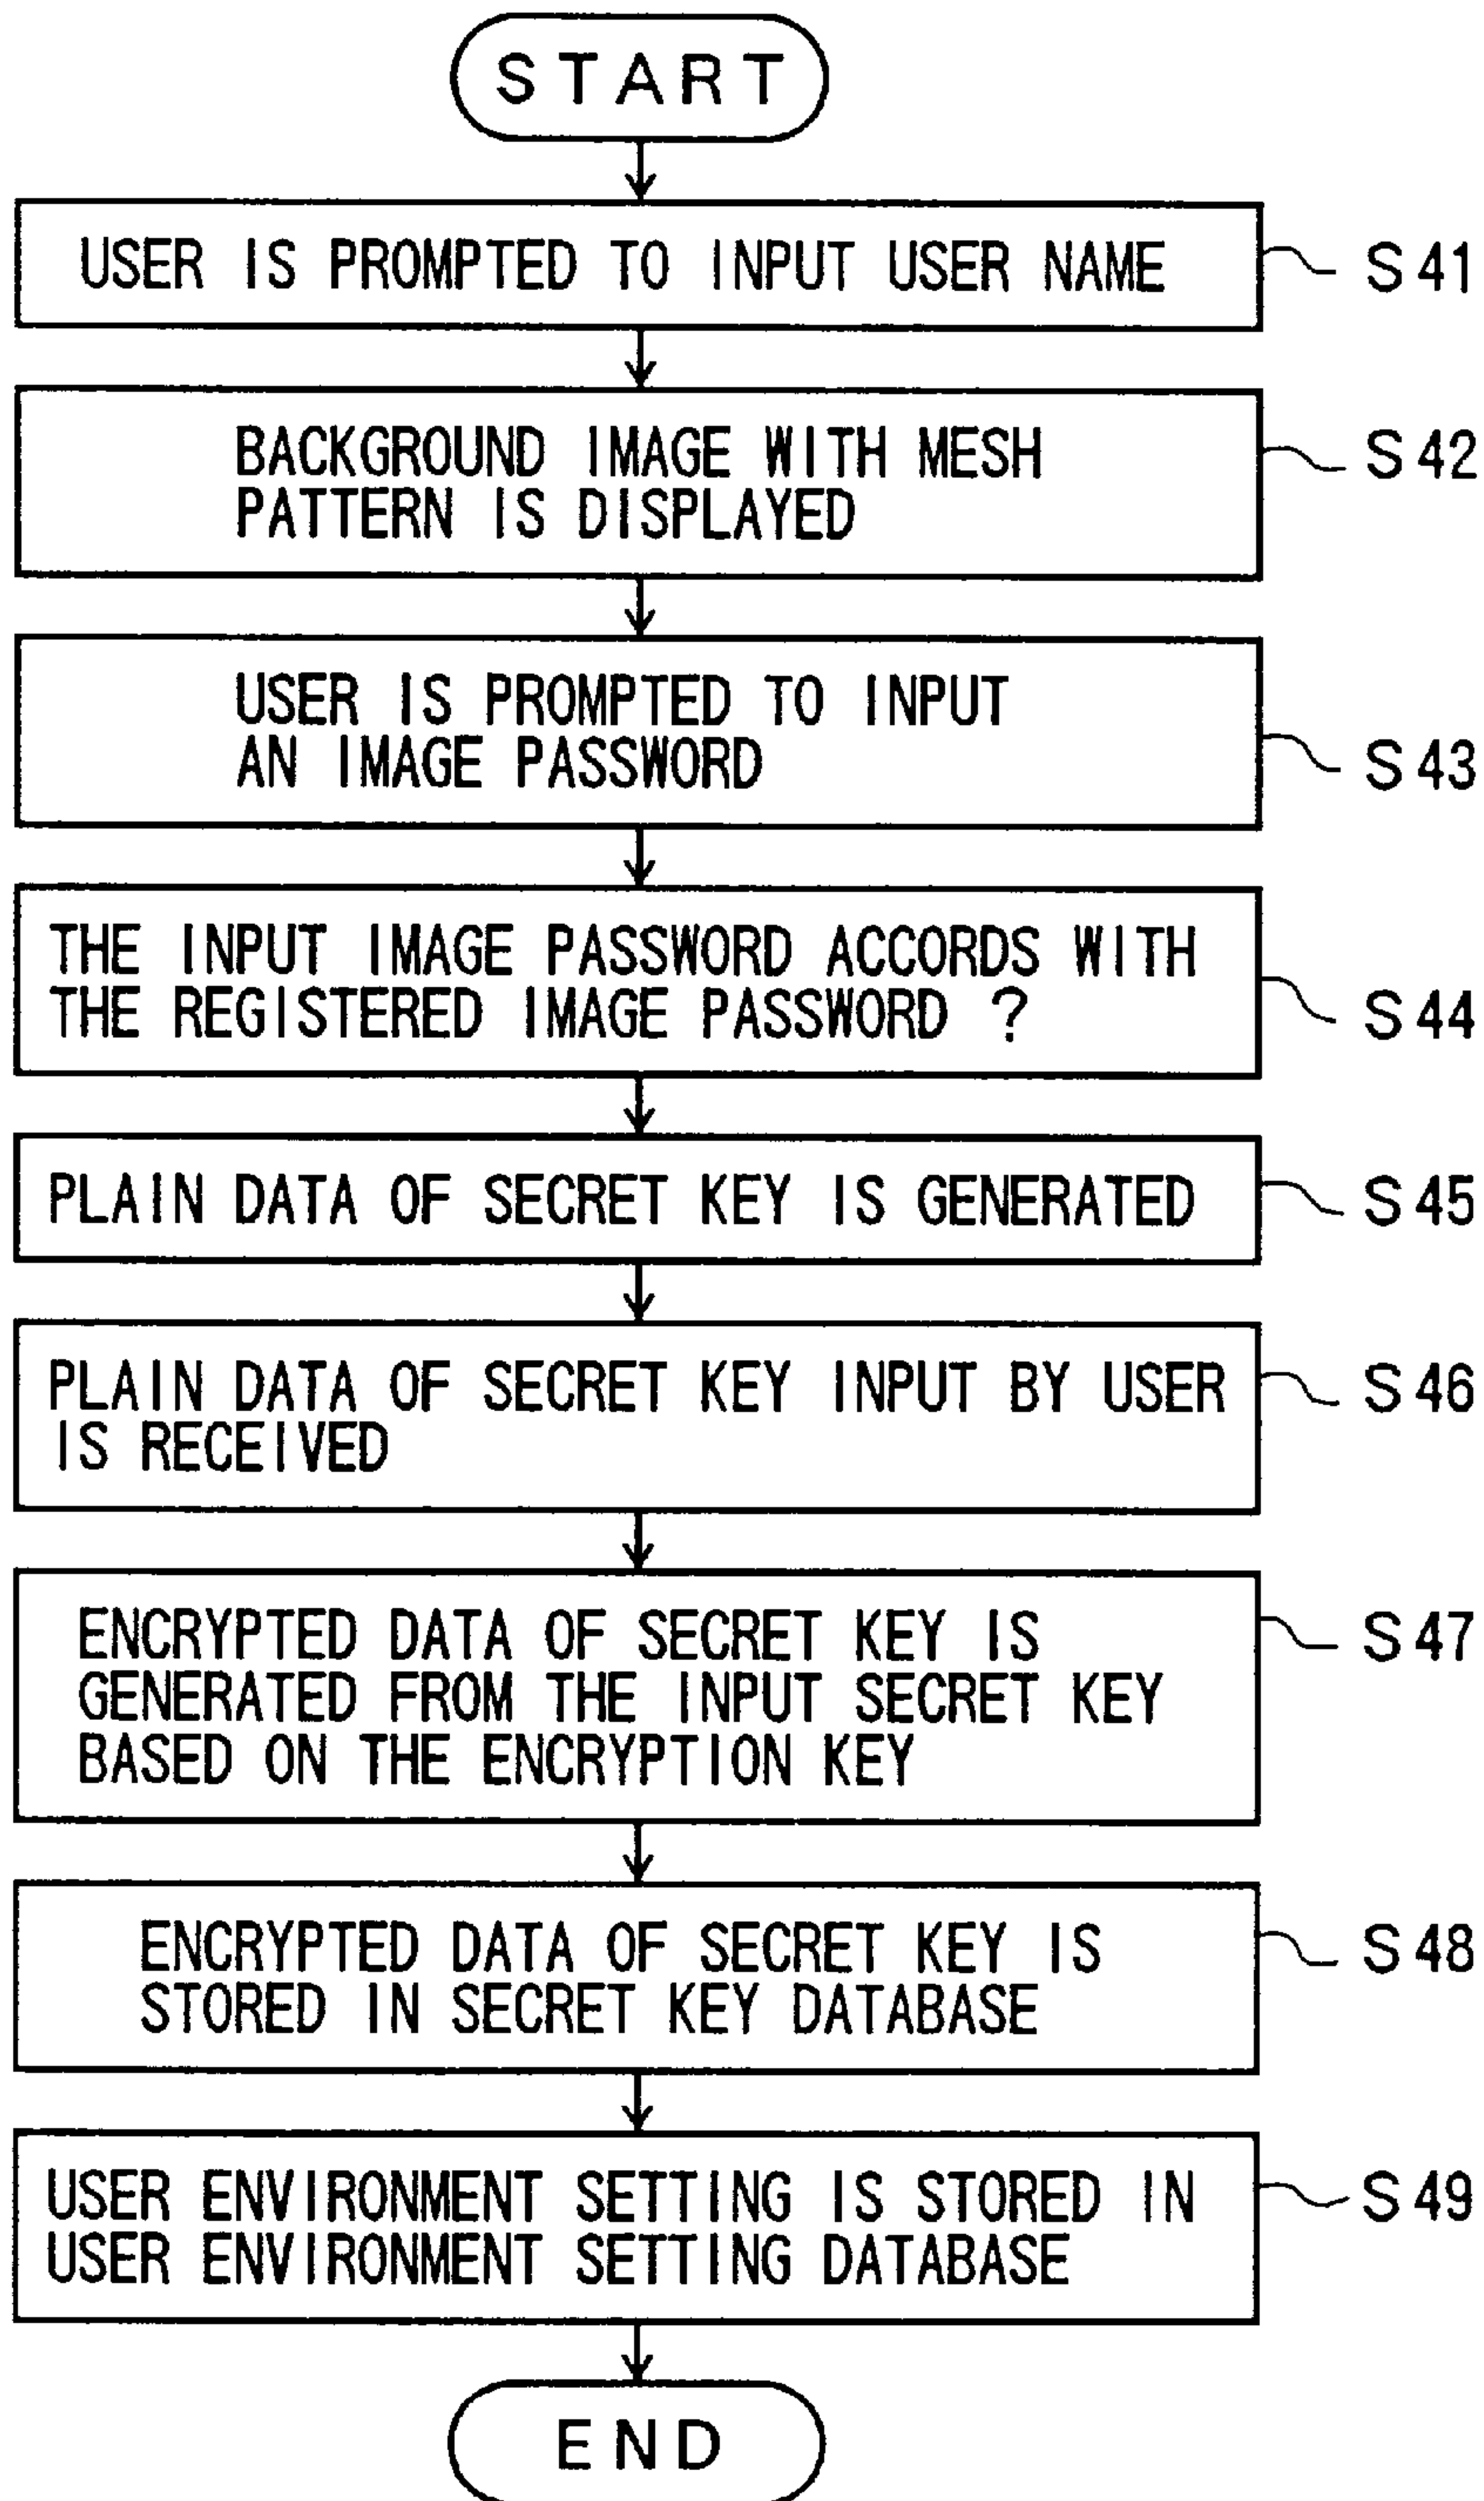 START
USER IS PROMPTED TO INPUT USER NAME
S41
BACKGROUND IMAGE WITH MESH
PATTERN IS DISPLAYED
S42
USER IS PROMPTED TO INPUT
AN IMAGE PASSWORD
S43
THE INPUT IMAGE PASSWORD ACCORDS WITH
THE REGISTERED IMAGE PASSWORD ?
S44
PLAIN DATA OF SECRET KEY IS GENERATED
S45
PLAIN DATA OF SECRET KEY INPUT BY USER
IS RECEIVED
S46
ENCRYPTED DATA OF SECRET KEY IS
GENERATED FROM THE INPUT SECRET KEY
BASED ON THE ENCRYPTION KEY
S47
ENCRYPTED DATA OF SECRET KEY IS
STORED IN SECRET KEY DATABASE
S48
USER ENVIRONMENT SETTING IS STORED IN
USER ENVIRONMENT SETTING DATABASE
S49
END